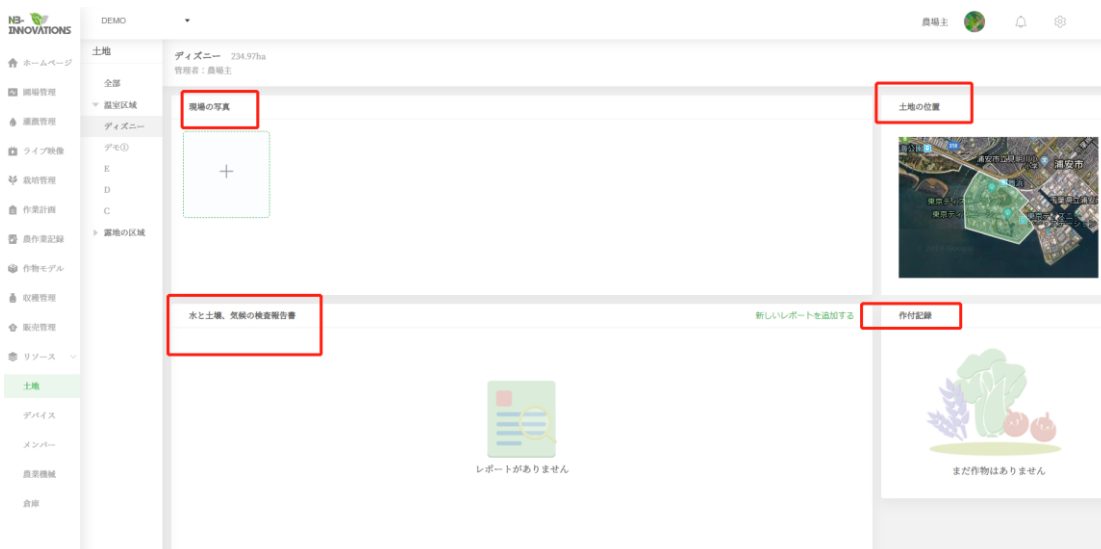 NB-
INNOVATIONS
DEMO
農場主
ホームページ
圃場管理
灌漑管理
ライブ映像
栽培管理
作業計画
農作業記録
作物モデル
収穫管理
販売管理
リソース
土地
デバイス
メンバー
農業機械
倉庫
土地
全部
温室区域
ディズニー
デモ①
E
D
C
露地の区域
ディズニー 234.97ha
管理者:農場主
現場の写真
土地の位置
浦安市
水と土壌、気候の検査報告書
新しいレポートを追加する
レポートがありません
作付記録
まだ作物はありません